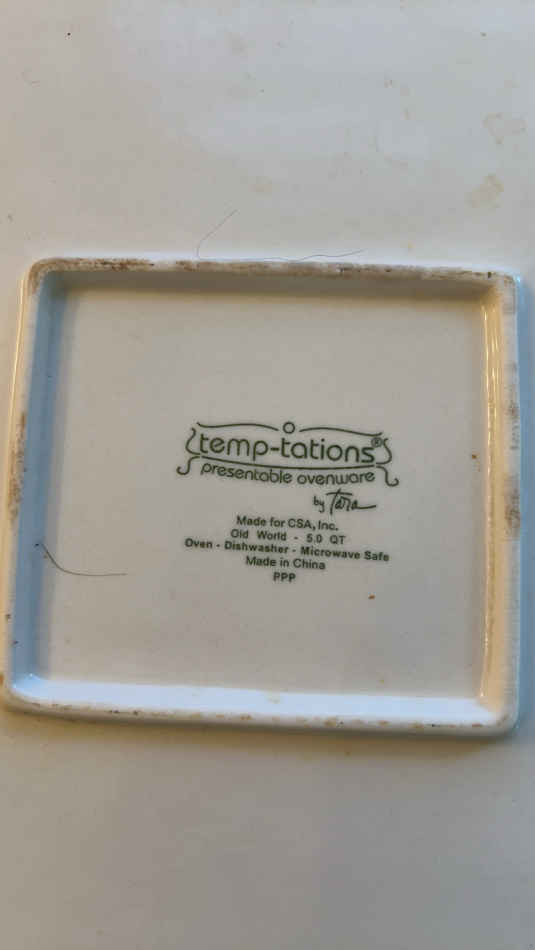 temp-tations®
presentable ovenware
by Tara
Made for CSA, Inc.
Old World - 5.0 QT
Oven - Dishwasher - Microwave Safe
Made in China
PPP